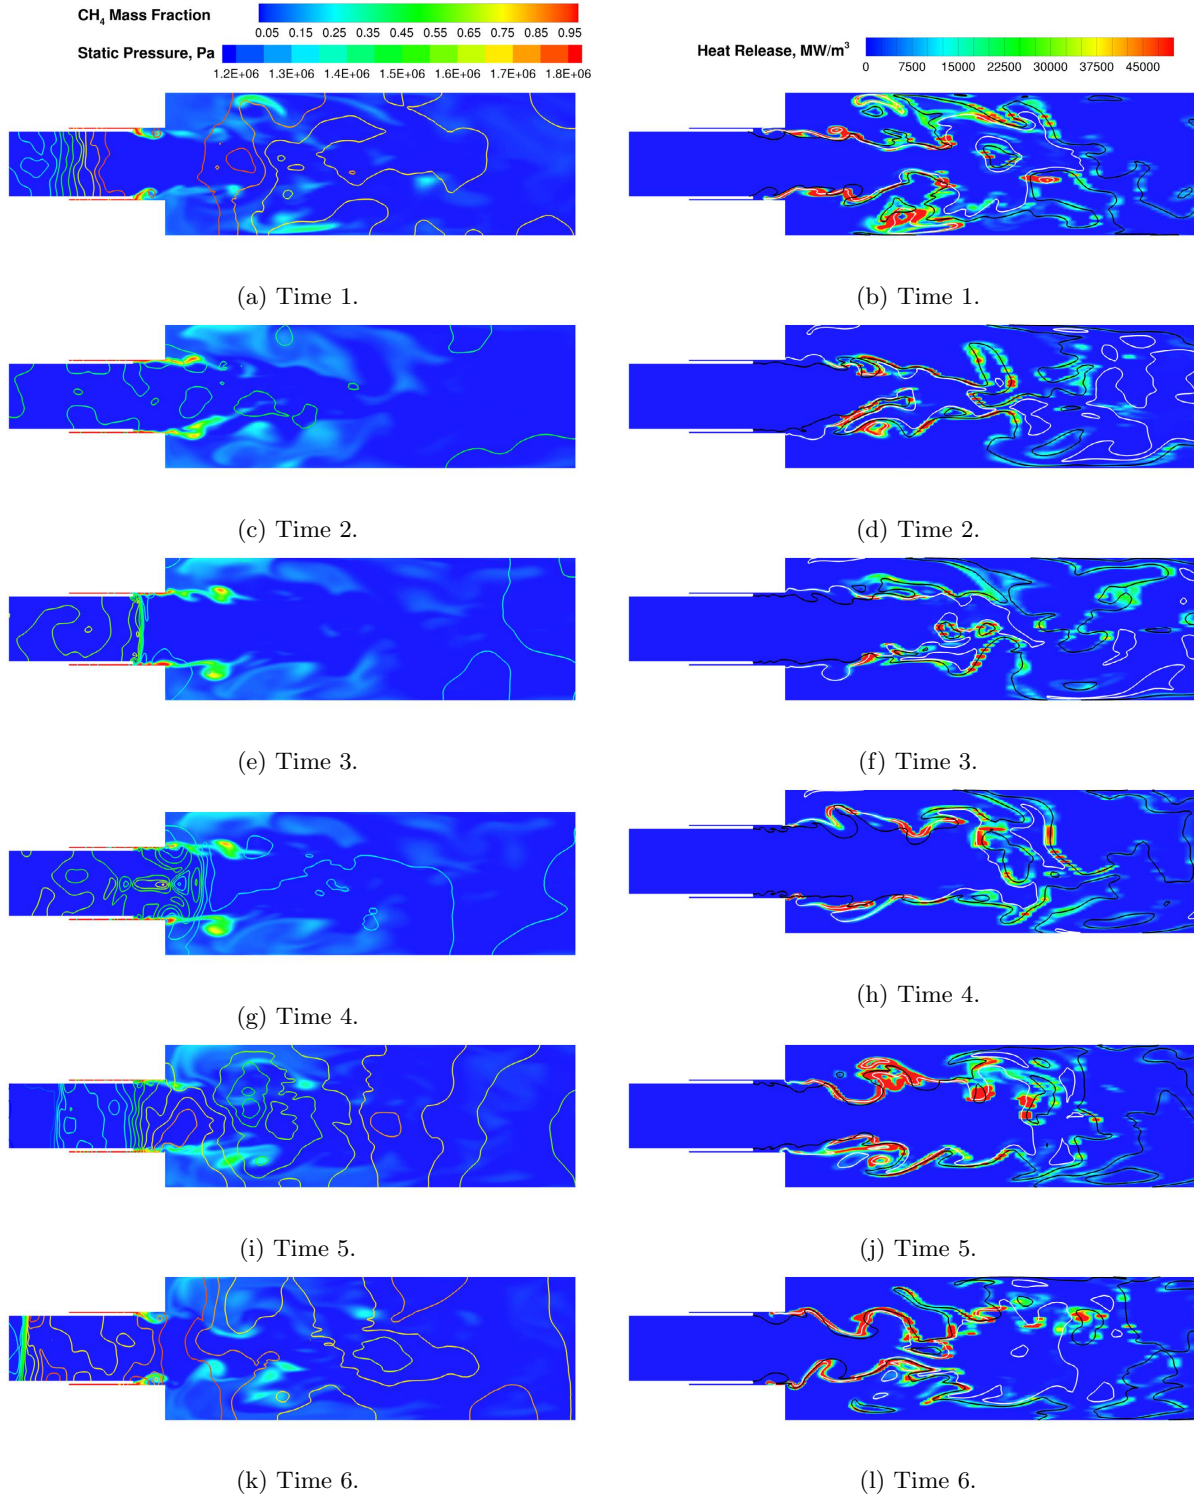 CH₄ Mass Fraction
0.05 0.15 0.25 0.35 0.45 0.55 0.65 0.75 0.85 0.95
Static Pressure, Pa
1.2E+06 1.3E+06 1.4E+06 1.5E+06 1.6E+06 1.7E+06 1.8E+06
Heat Release, MW/m³
0 7500 15000 22500 30000 37500 45000
(a) Time 1.
(b) Time 1.
(c) Time 2.
(d) Time 2.
(e) Time 3.
(f) Time 3.
(g) Time 4.
(h) Time 4.
(i) Time 5.
(j) Time 5.
(k) Time 6.
(l) Time 6.